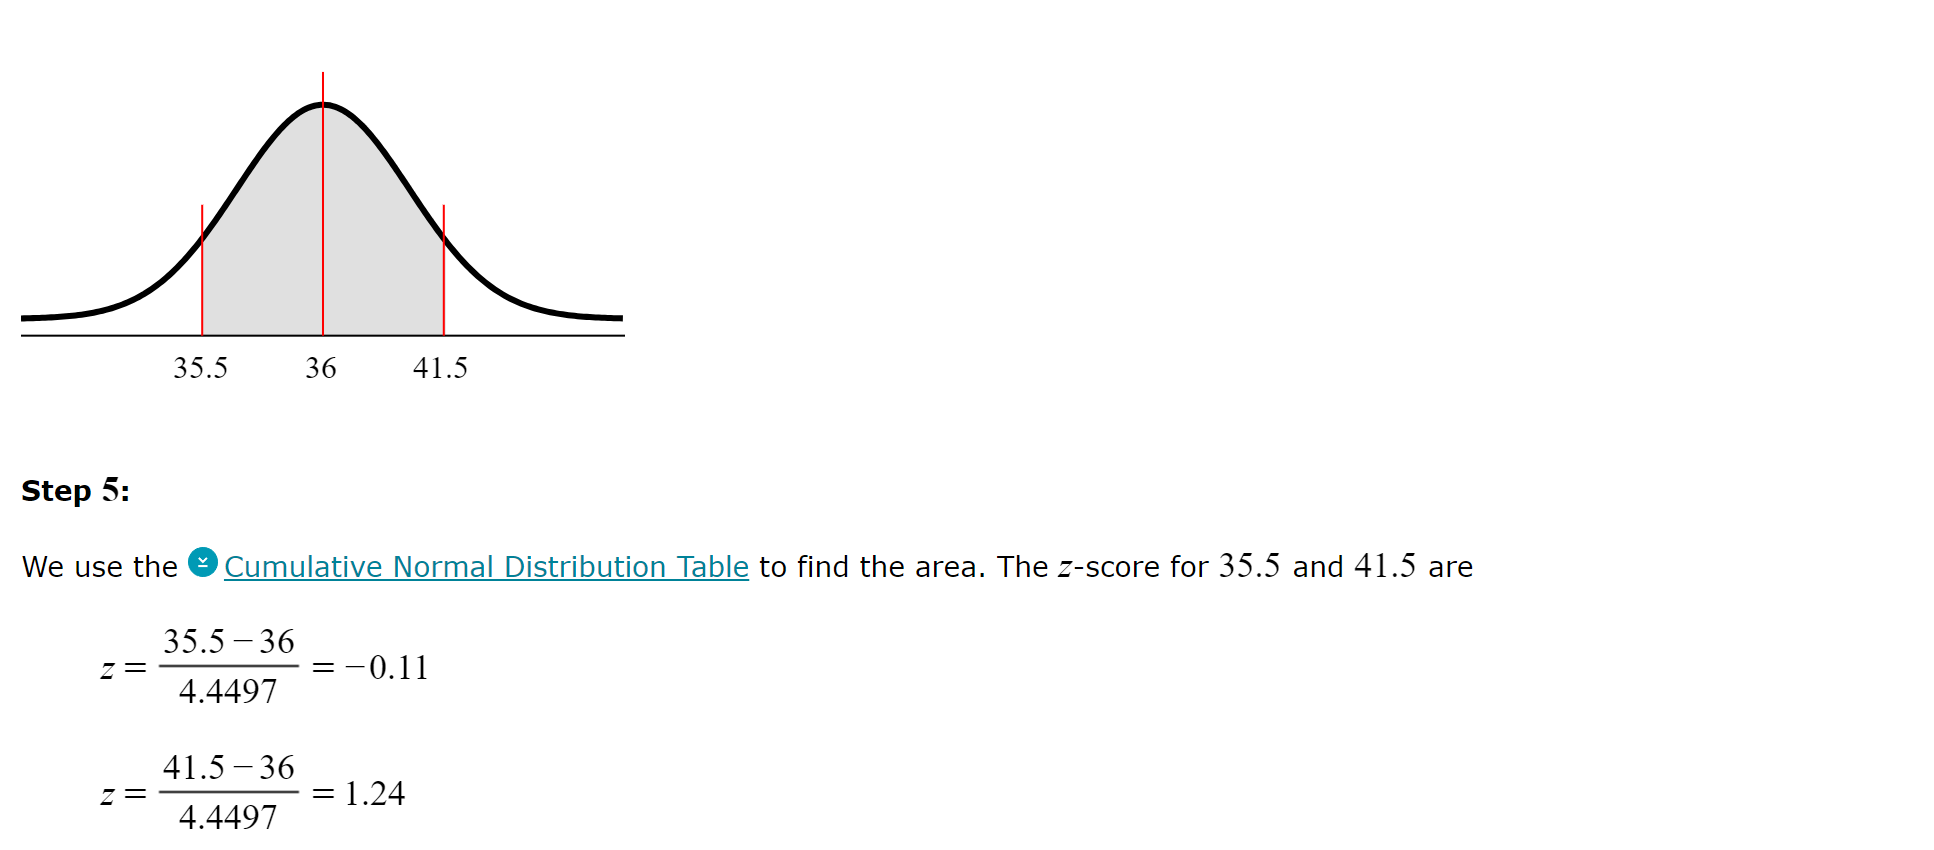 35.5 36 41.5
Step 5:
We use the Cumulative Normal Distribution Table to find the area. The z-score for 35.5 and 41.5 are
z = (35.5 − 36) / 4.4497 = −0.11
z = (41.5 − 36) / 4.4497 = 1.24